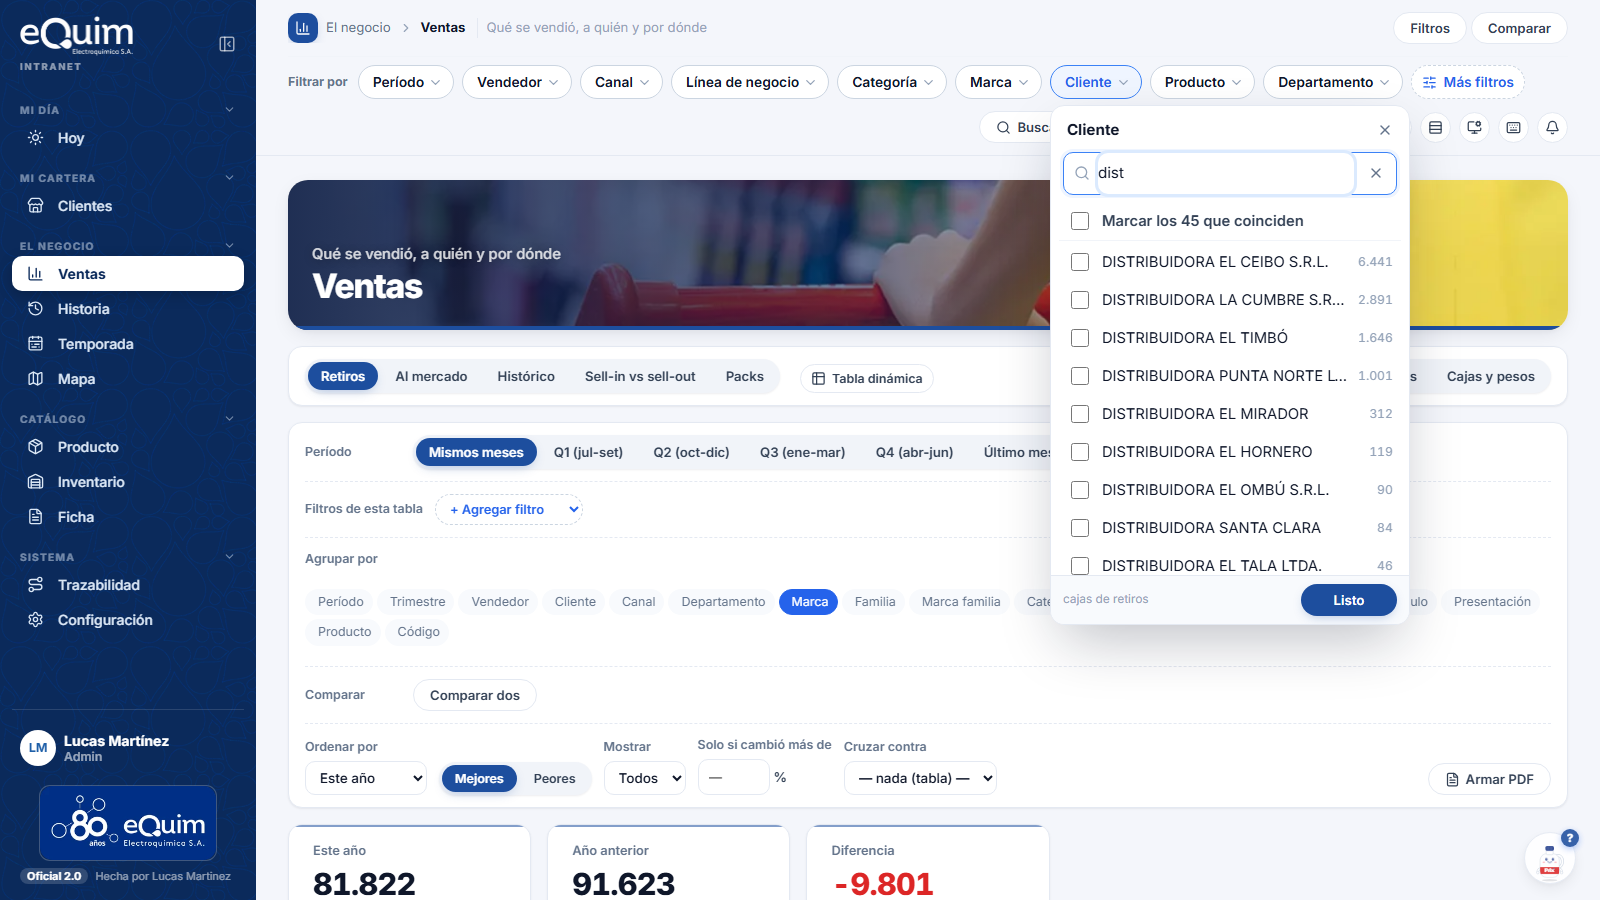 eQuim
Electroquímica S.A.
INTRANET
MI DÍA
Hoy
MI CARTERA
Clientes
EL NEGOCIO
Ventas
Historia
Temporada
Mapa
CATÁLOGO
Producto
Inventario
Ficha
SISTEMA
Trazabilidad
Configuración
LM
Lucas Martínez
Admin
80
años
eQuim
Electroquímica S.A.
Oficial 2.0 Hecha por Lucas Martinez
El negocio Ventas Qué se vendió, a quién y por dónde
Filtros Comparar
Filtrar por Período Vendedor Canal Línea de negocio Categoría Marca Cliente Producto Departamento Más filtros
Busca
Cliente
dist
Marcar los 45 que coinciden
DISTRIBUIDORA EL CEIBO S.R.L. 6.441
DISTRIBUIDORA LA CUMBRE S.R... 2.891
DISTRIBUIDORA EL TIMBÓ 1.646
DISTRIBUIDORA PUNTA NORTE L... 1.001
DISTRIBUIDORA EL MIRADOR 312
DISTRIBUIDORA EL HORNERO 119
DISTRIBUIDORA EL OMBÚ S.R.L. 90
DISTRIBUIDORA SANTA CLARA 84
DISTRIBUIDORA EL TALA LTDA. 46
cajas de retiros Listo
Qué se vendió, a quién y por dónde
Ventas
Retiros Al mercado Histórico Sell-in vs sell-out Packs Tabla dinámica s Cajas y pesos
Período Mismos meses Q1 (jul-set) Q2 (oct-dic) Q3 (ene-mar) Q4 (abr-jun) Último mes
Filtros de esta tabla + Agregar filtro
Agrupar por
Período Trimestre Vendedor Cliente Canal Departamento Marca Familia Marca familia Cate ulo Presentación
Producto Código
Comparar Comparar dos
Ordenar por Mostrar Solo si cambió más de Cruzar contra
Este año Mejores Peores Todos — % — nada (tabla) — Armar PDF
Este año Año anterior Diferencia
81.822 91.623 -9.801
?